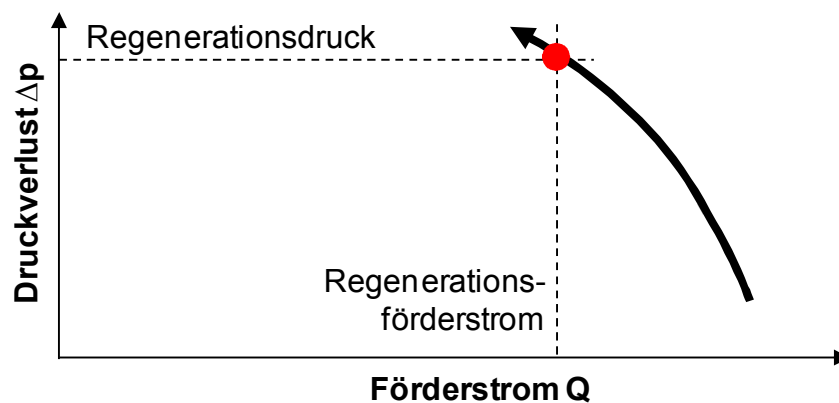 Regenerationsdruck
Druckverlust Δp
Regenerations-
förderstrom
Förderstrom Q